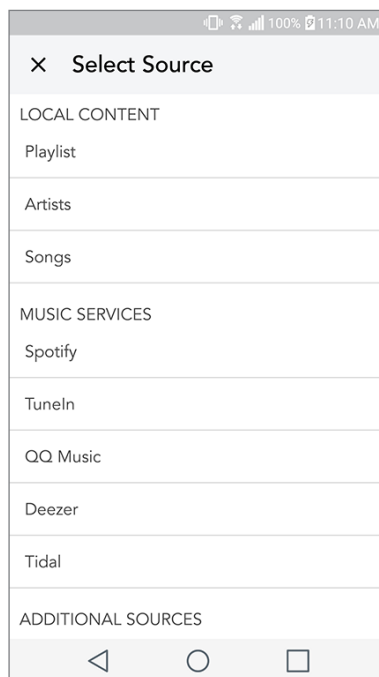 100% 11:10 AM
× Select Source
LOCAL CONTENT
Playlist
Artists
Songs
MUSIC SERVICES
Spotify
TuneIn
QQ Music
Deezer
Tidal
ADDITIONAL SOURCES